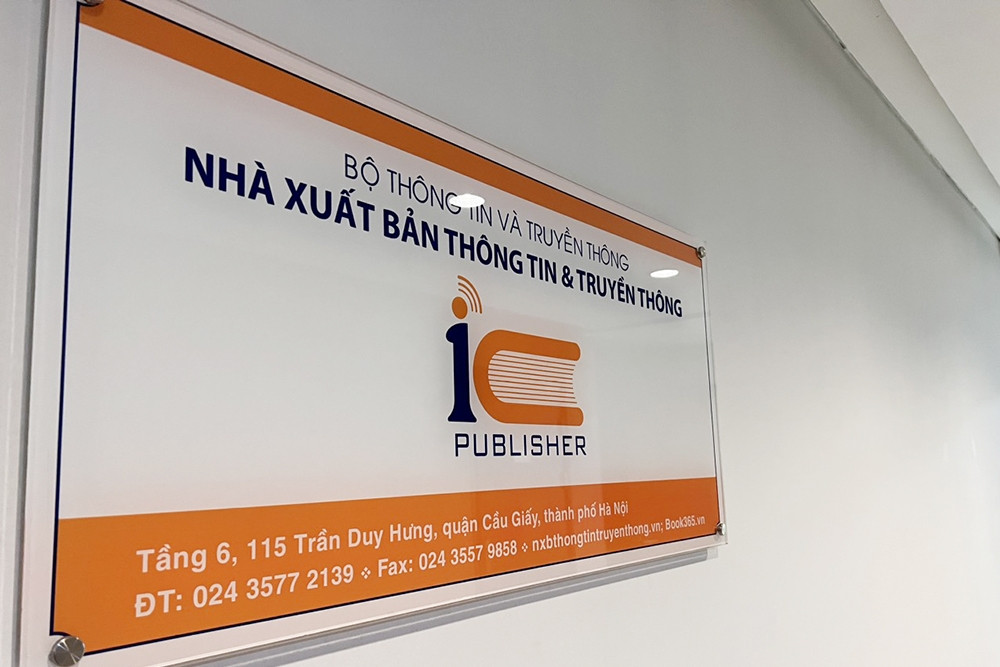 BỘ THÔNG TIN VÀ TRUYỀN THÔNG
NHÀ XUẤT BẢN THÔNG TIN & TRUYỀN THÔNG
iC
PUBLISHER
Tầng 6, 115 Trần Duy Hưng, quận Cầu Giấy, thành phố Hà Nội
ĐT: 024 3577 2139 ❖ Fax: 024 3557 9858 ❖ nxbthongtintruyenthong.vn; Book365.vn